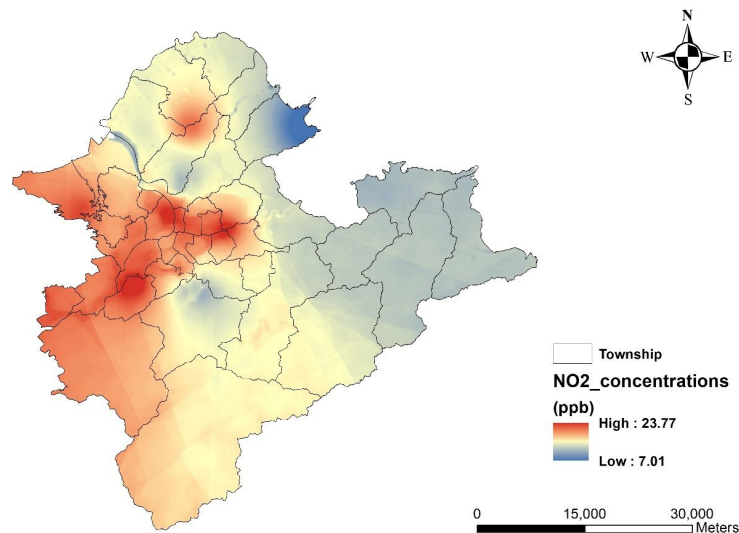 N
W E
S
Township
NO2_concentrations
(ppb)
High : 23.77
Low : 7.01
0 15,000 30,000
Meters